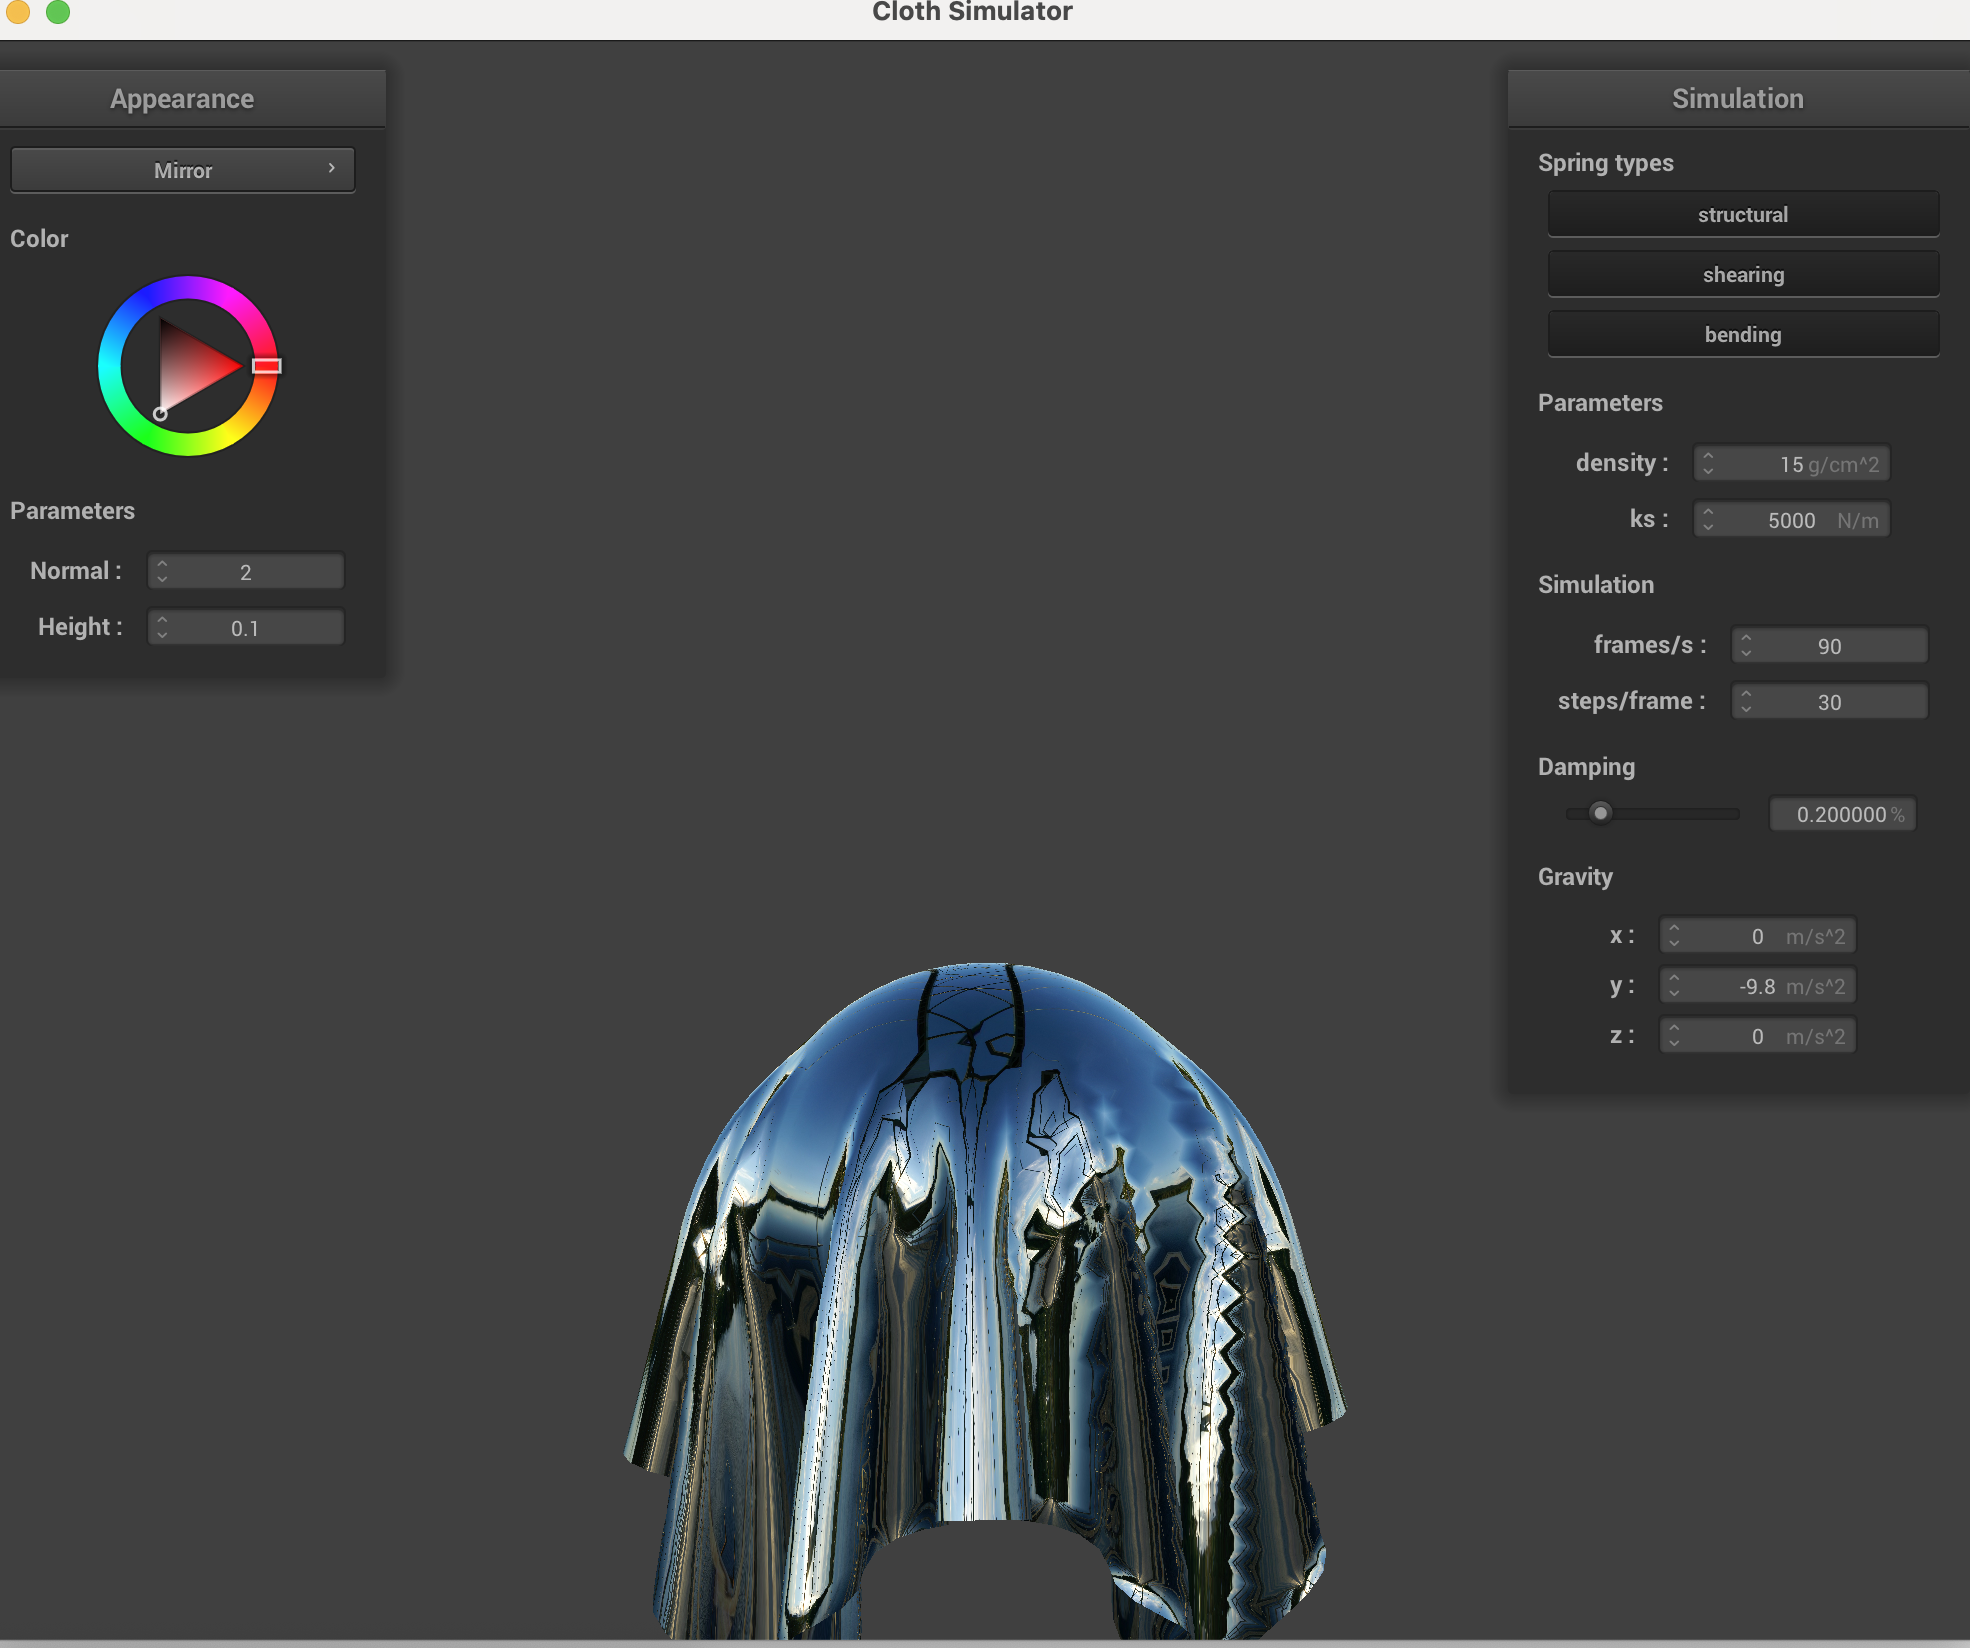 Cloth Simulator
Appearance
Mirror
Color
Parameters
Normal : 2
Height : 0.1
Simulation
Spring types
structural
shearing
bending
Parameters
density : 15 g/cm^2
ks : 5000 N/m
Simulation
frames/s : 90
steps/frame : 30
Damping
0.200000 %
Gravity
x : 0 m/s^2
y : -9.8 m/s^2
z : 0 m/s^2